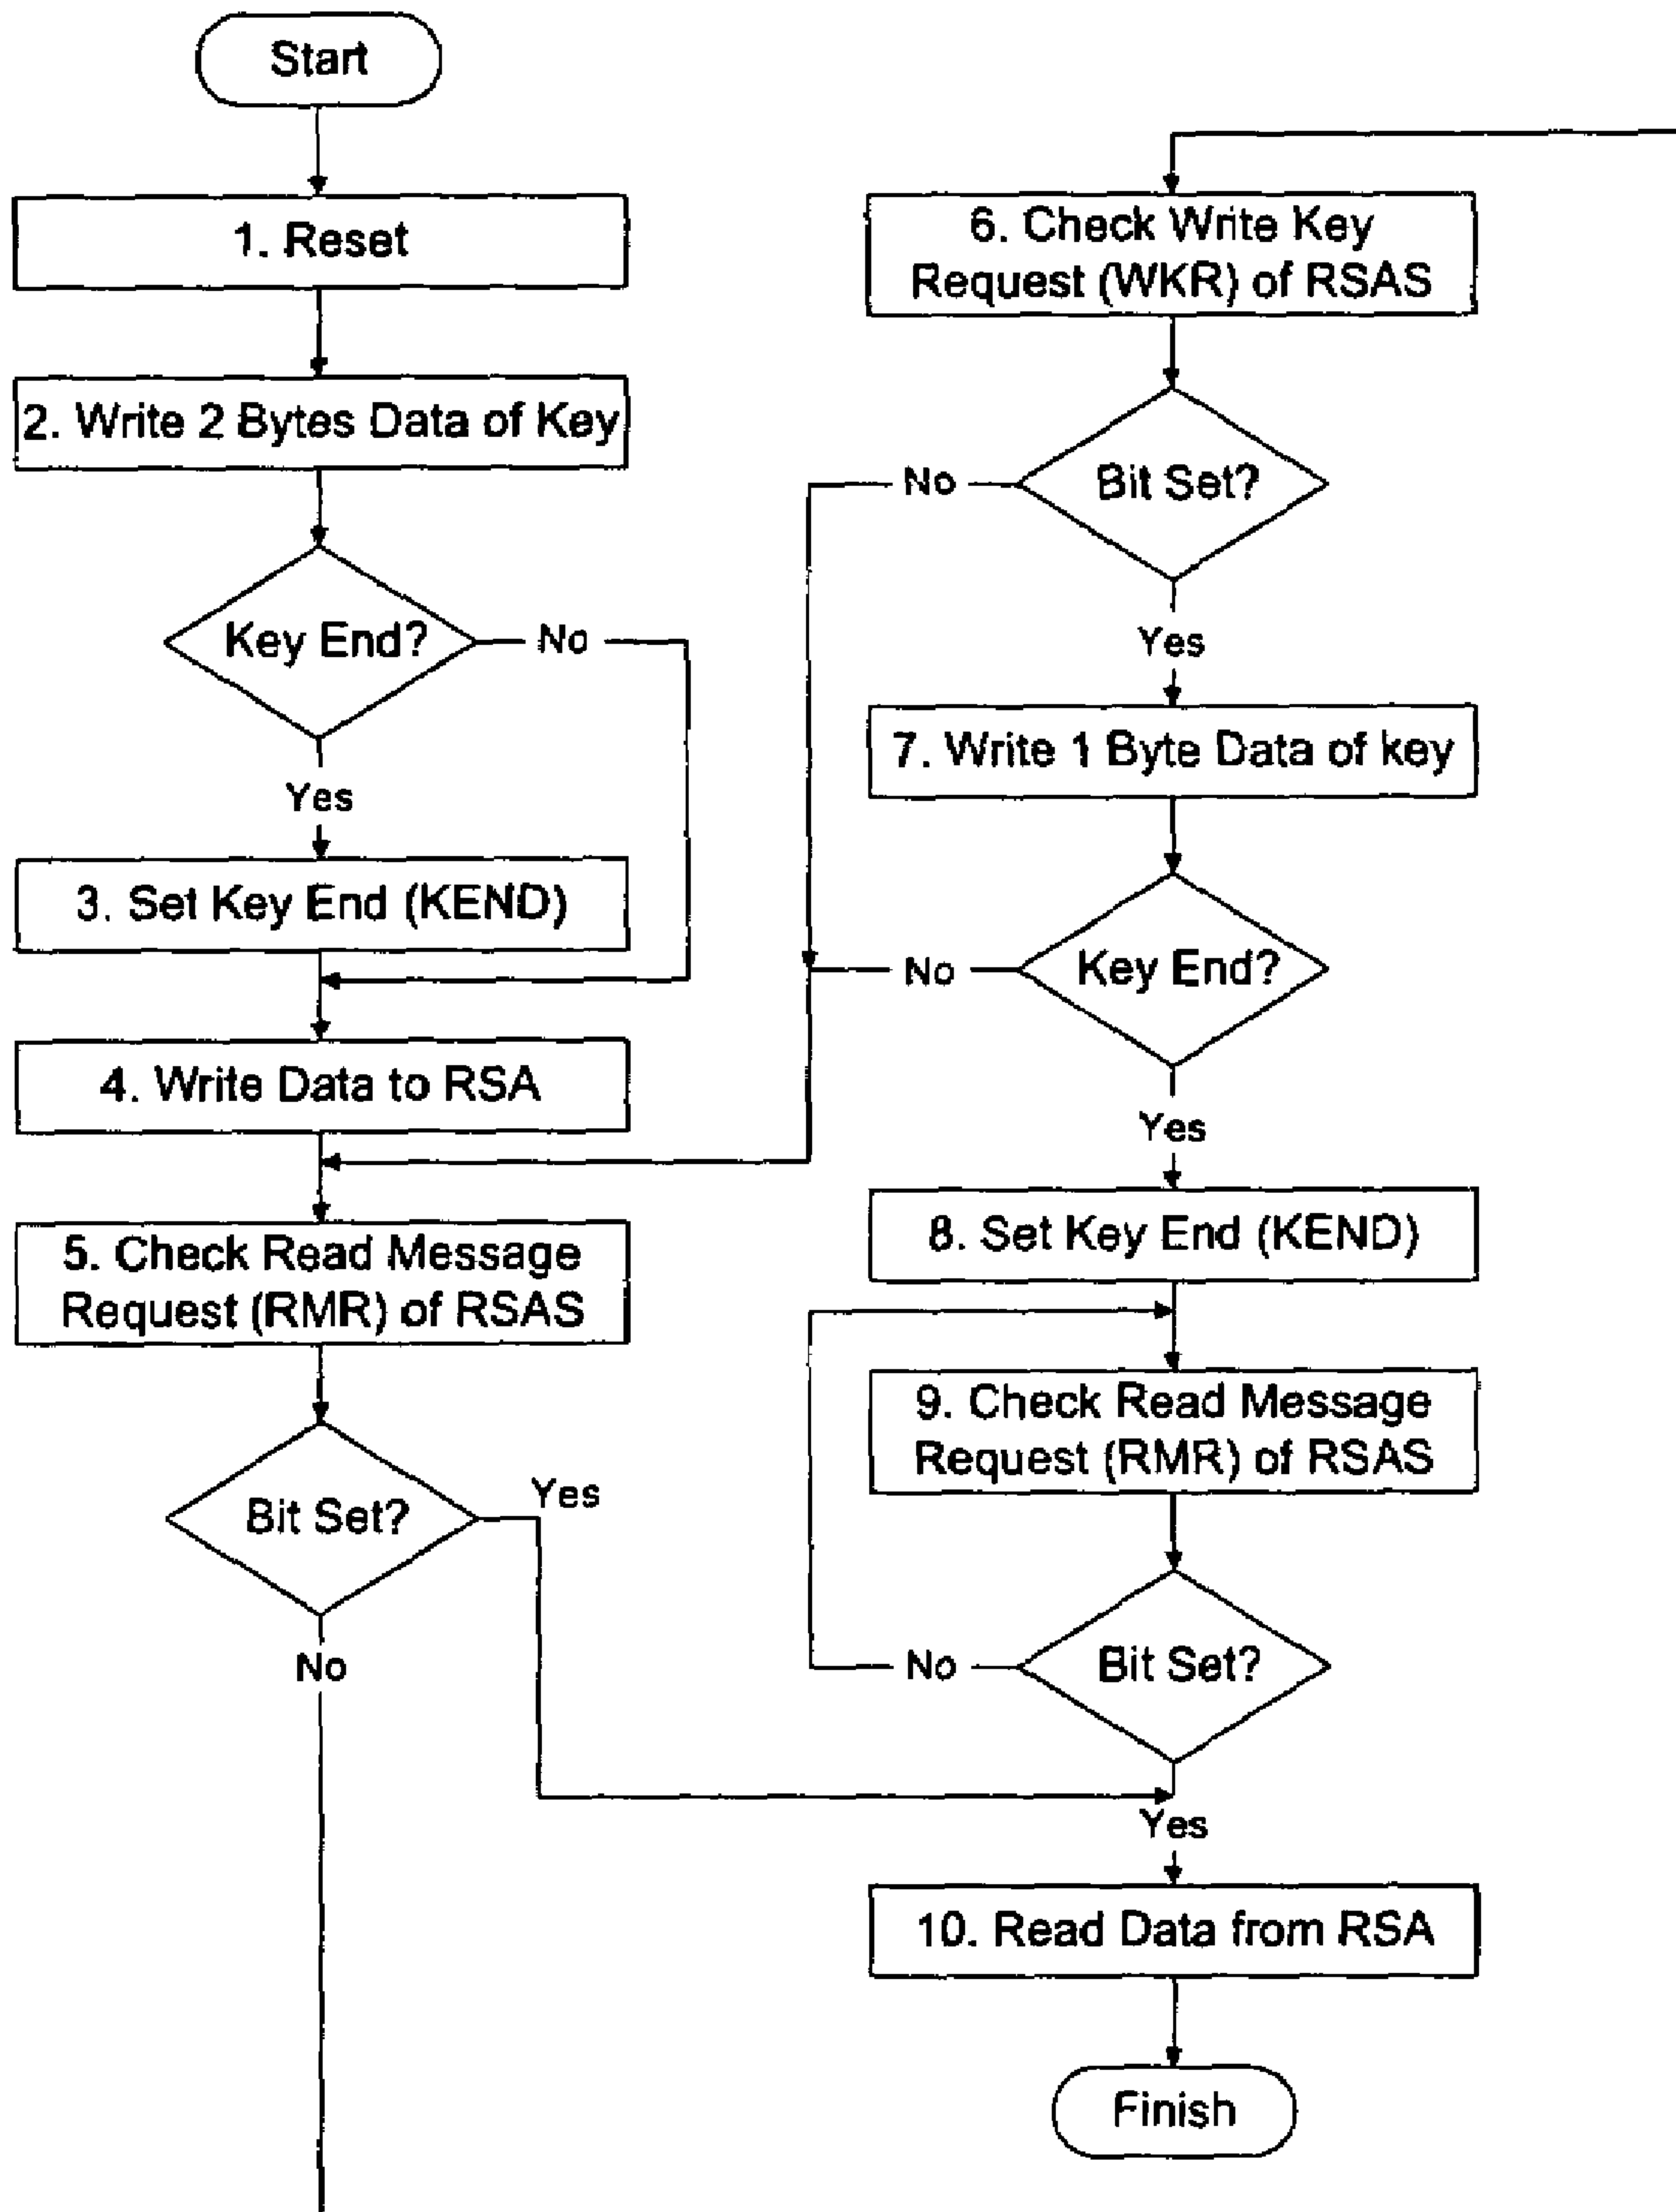 Start
1. Reset
2. Write 2 Bytes Data of Key
Key End?
No
Yes
3. Set Key End (KEND)
4. Write Data to RSA
5. Check Read Message
Request (RMR) of RSAS
Bit Set?
Yes
No
6. Check Write Key
Request (WKR) of RSAS
Bit Set?
No
Yes
7. Write 1 Byte Data of key
Key End?
No
Yes
8. Set Key End (KEND)
9. Check Read Message
Request (RMR) of RSAS
Bit Set?
No
Yes
10. Read Data from RSA
Finish